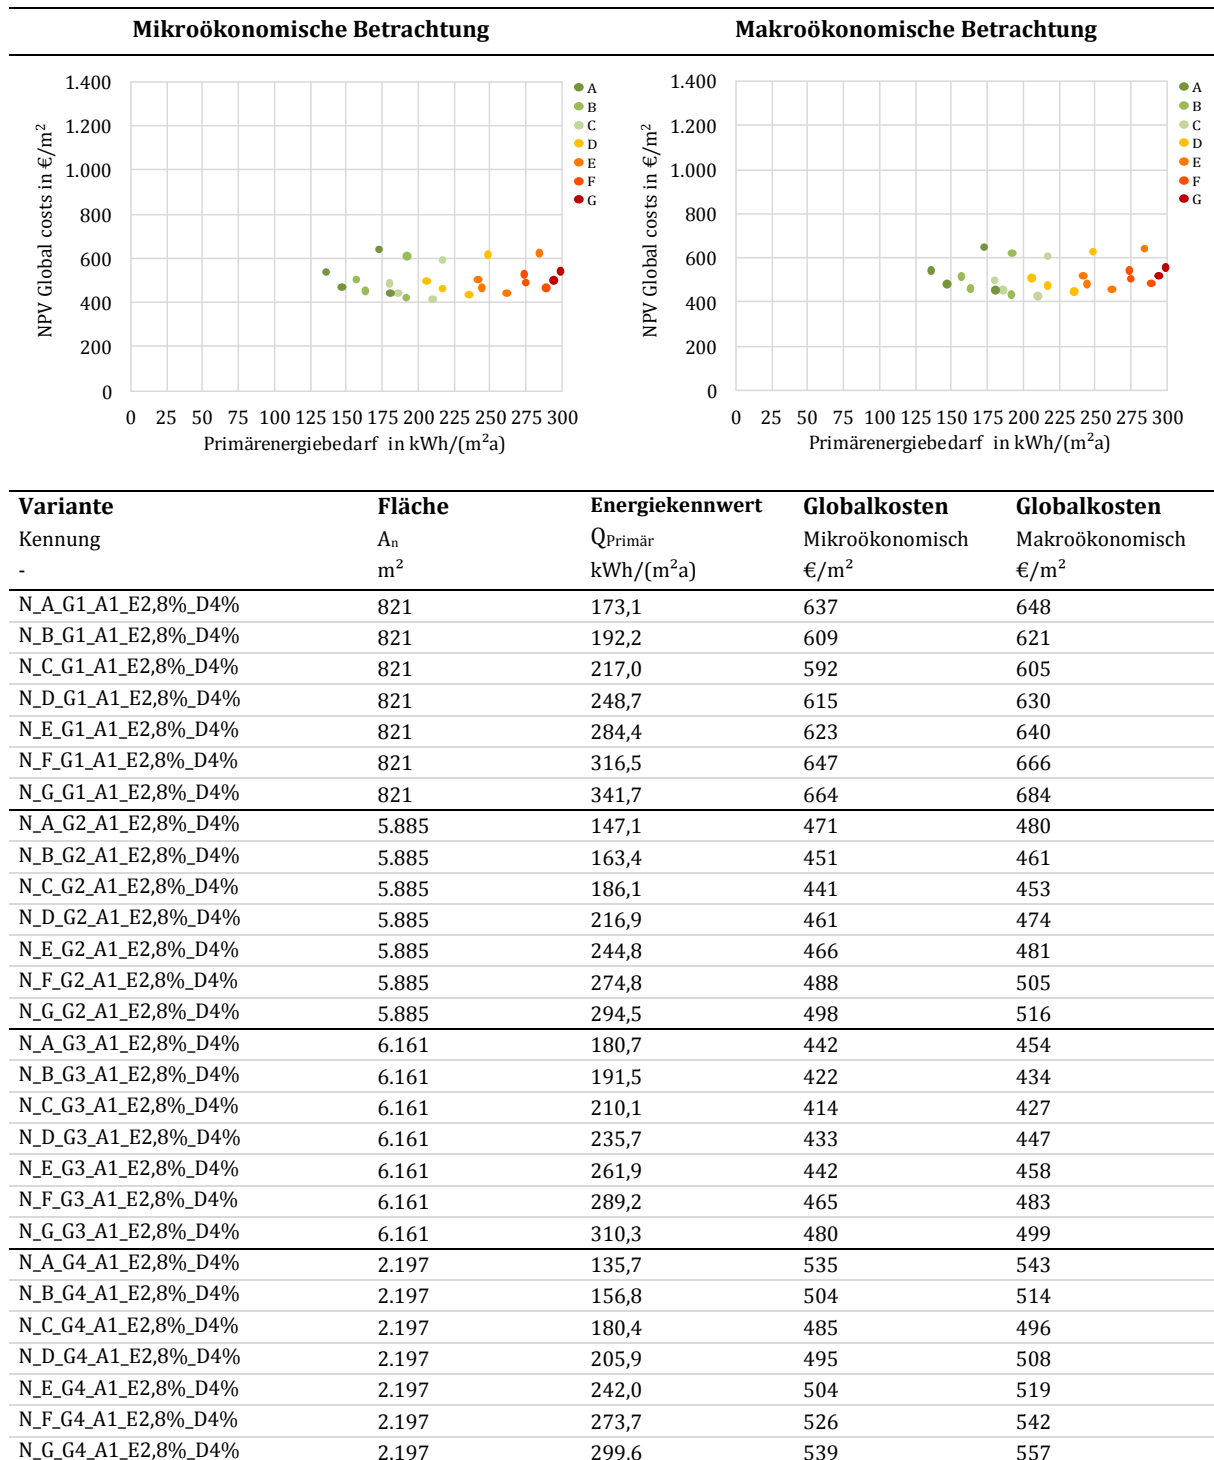 Mikroökonomische Betrachtung
Makroökonomische Betrachtung
NPV Global costs in €/m²
1.400
1.200
1.000
800
600
400
200
0
0 25 50 75 100 125 150 175 200 225 250 275 300
Primärenergiebedarf in kWh/(m²a)
A
B
C
D
E
F
G
NPV Global costs in €/m²
1.400
1.200
1.000
800
600
400
200
0
0 25 50 75 100 125 150 175 200 225 250 275 300
Primärenergiebedarf in kWh/(m²a)
A
B
C
D
E
F
G
Variante Fläche Energiekennwert Globalkosten Globalkosten
Kennung Aₙ QPrimär Mikroökonomisch Makroökonomisch
- m² kWh/(m²a) €/m² €/m²
N_A_G1_A1_E2,8%_D4% 821 173,1 637 648
N_B_G1_A1_E2,8%_D4% 821 192,2 609 621
N_C_G1_A1_E2,8%_D4% 821 217,0 592 605
N_D_G1_A1_E2,8%_D4% 821 248,7 615 630
N_E_G1_A1_E2,8%_D4% 821 284,4 623 640
N_F_G1_A1_E2,8%_D4% 821 316,5 647 666
N_G_G1_A1_E2,8%_D4% 821 341,7 664 684
N_A_G2_A1_E2,8%_D4% 5.885 147,1 471 480
N_B_G2_A1_E2,8%_D4% 5.885 163,4 451 461
N_C_G2_A1_E2,8%_D4% 5.885 186,1 441 453
N_D_G2_A1_E2,8%_D4% 5.885 216,9 461 474
N_E_G2_A1_E2,8%_D4% 5.885 244,8 466 481
N_F_G2_A1_E2,8%_D4% 5.885 274,8 488 505
N_G_G2_A1_E2,8%_D4% 5.885 294,5 498 516
N_A_G3_A1_E2,8%_D4% 6.161 180,7 442 454
N_B_G3_A1_E2,8%_D4% 6.161 191,5 422 434
N_C_G3_A1_E2,8%_D4% 6.161 210,1 414 427
N_D_G3_A1_E2,8%_D4% 6.161 235,7 433 447
N_E_G3_A1_E2,8%_D4% 6.161 261,9 442 458
N_F_G3_A1_E2,8%_D4% 6.161 289,2 465 483
N_G_G3_A1_E2,8%_D4% 6.161 310,3 480 499
N_A_G4_A1_E2,8%_D4% 2.197 135,7 535 543
N_B_G4_A1_E2,8%_D4% 2.197 156,8 504 514
N_C_G4_A1_E2,8%_D4% 2.197 180,4 485 496
N_D_G4_A1_E2,8%_D4% 2.197 205,9 495 508
N_E_G4_A1_E2,8%_D4% 2.197 242,0 504 519
N_F_G4_A1_E2,8%_D4% 2.197 273,7 526 542
N_G_G4_A1_E2,8%_D4% 2.197 299,6 539 557